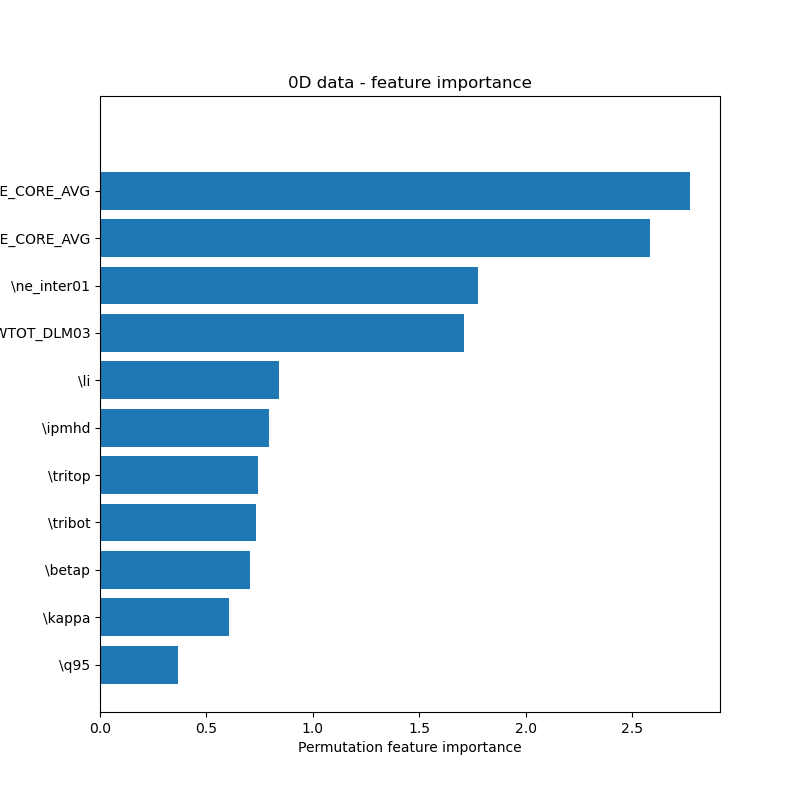 0D data - feature importance
E_CORE_AVG
E_CORE_AVG
\ne_inter01
WTOT_DLM03
\li
\ipmhd
\tritop
\tribot
\betap
\kappa
\q95
0.0 0.5 1.0 1.5 2.0 2.5
Permutation feature importance